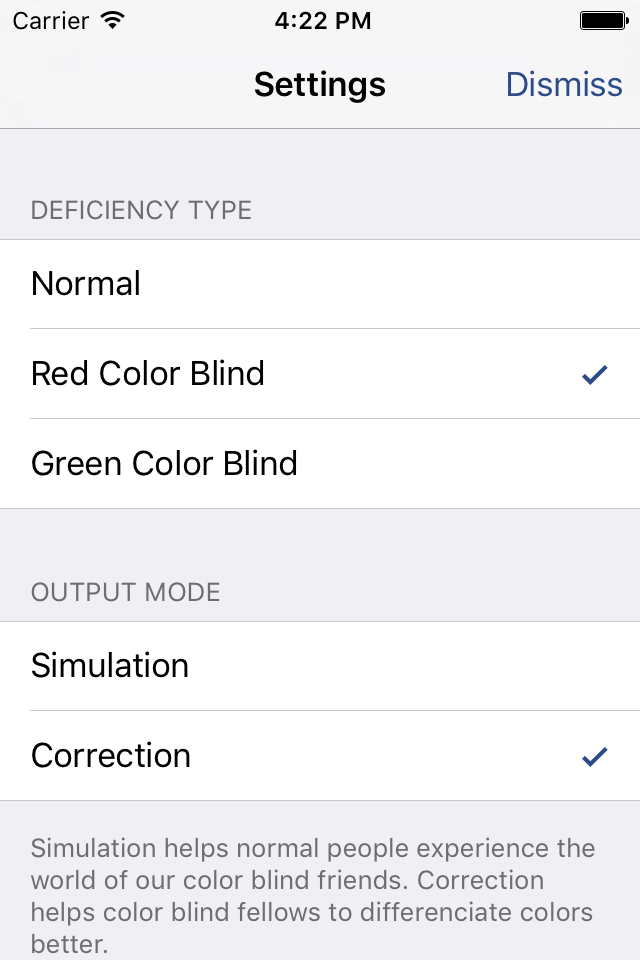 Carrier 4:22 PM
Settings Dismiss
DEFICIENCY TYPE
Normal
Red Color Blind
Green Color Blind
OUTPUT MODE
Simulation
Correction
Simulation helps normal people experience the
world of our color blind friends. Correction
helps color blind fellows to differenciate colors
better.